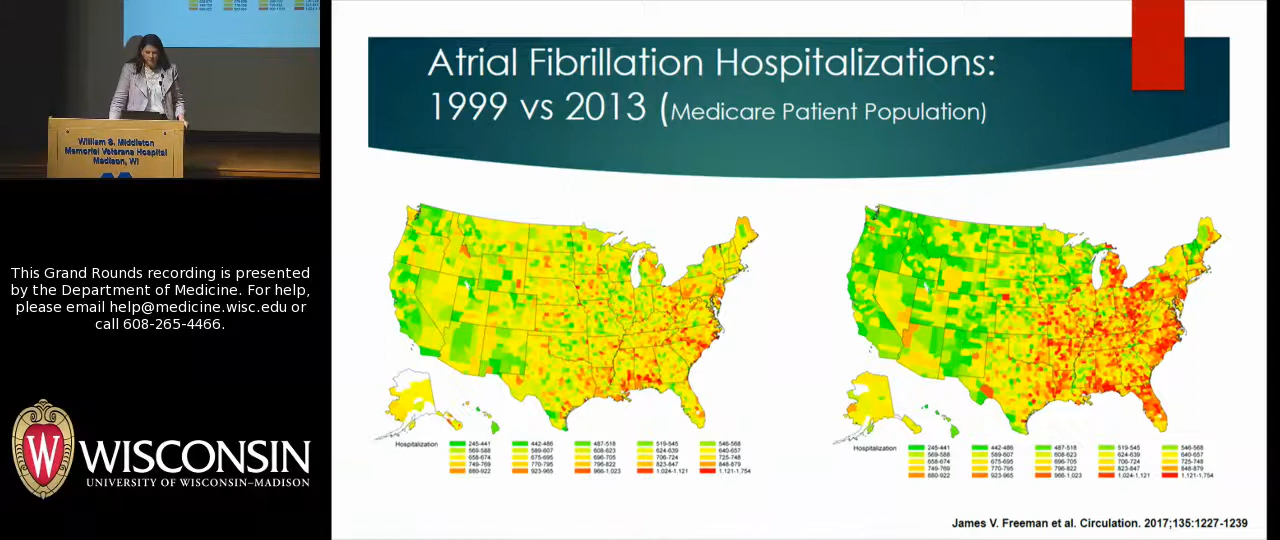 William S. Middleton
Memorial Veterans Hospital
Madison, WI
This Grand Rounds recording is presented
by the Department of Medicine. For help,
please email help@medicine.wisc.edu or
call 608-265-4466.
W
WISCONSIN
UNIVERSITY OF WISCONSIN–MADISON
Atrial Fibrillation Hospitalizations:
1999 vs 2013 (Medicare Patient Population)
Hospitalization 245-441 442-486 487-518 519-545 546-568
569-588 589-607 608-623 624-639 640-657
658-674 675-695 696-705 706-724 725-748
749-769 770-795 796-822 823-847 848-879
880-922 923-965 966-1,023 1,024-1,121 1,121-1,754
Hospitalization 245-441 442-486 487-518 519-545 546-568
569-588 589-607 608-623 624-639 640-657
658-674 675-695 696-705 706-724 725-748
749-769 770-795 796-822 823-847 848-879
880-922 923-965 966-1,023 1,024-1,121 1,121-1,754
James V. Freeman et al. Circulation. 2017;135:1227-1239